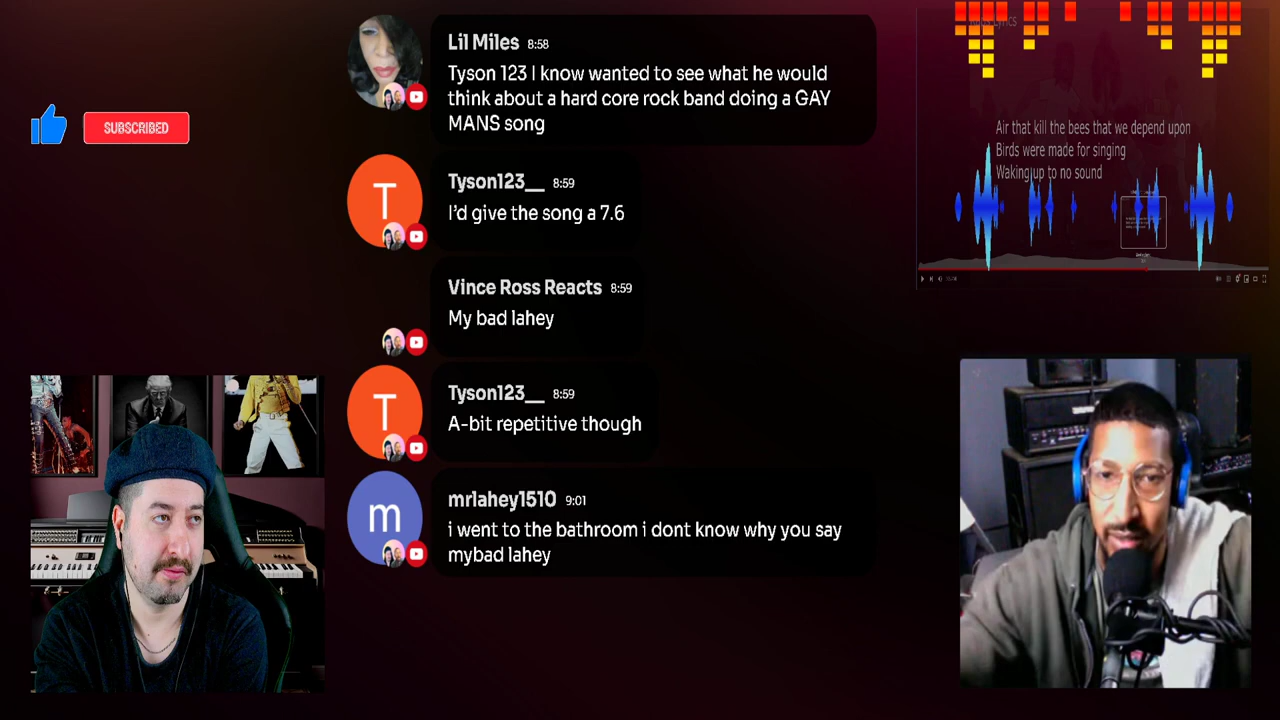 Lil Miles 8:58
Tyson 123 I know wanted to see what he would
think about a hard core rock band doing a GAY
MANS song
SUBSCRIBED
T
Tyson123__ 8:59
I'd give the song a 7.6
Vince Ross Reacts 8:59
My bad lahey
T
Tyson123__ 8:59
A-bit repetitive though
m
mrlahey1510 9:01
i went to the bathroom i dont know why you say
mybad lahey
Lyrics
Air that kill the bees that we depend upon
Birds were made for singing
Waking up to no sound